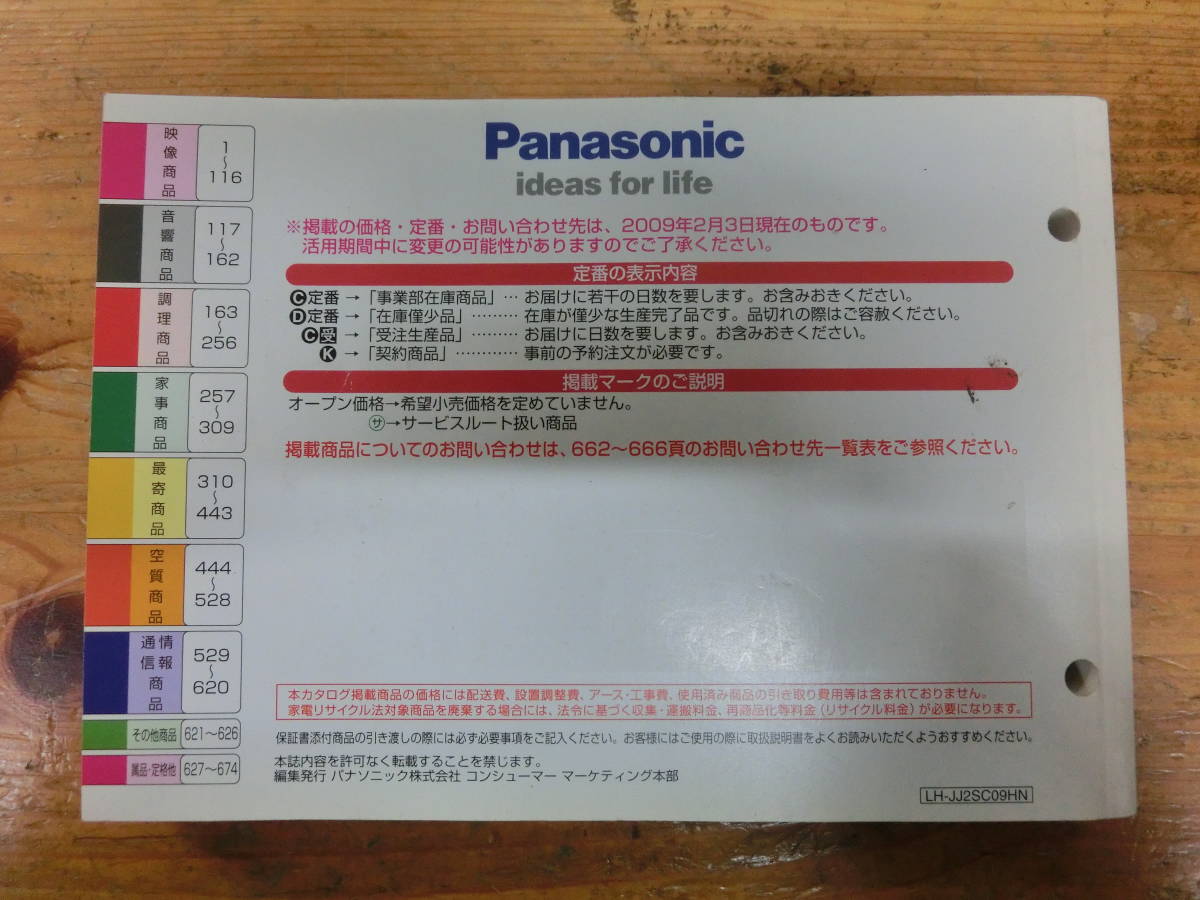 Panasonic
ideas for life
※掲載の価格・定番・お問い合わせ先は、2009年2月3日現在のものです。
活用期間中に変更の可能性がありますのでご了承ください。
定番の表示内容
Ⓒ定番→「事業部在庫商品」… お届けに若干の日数を要します。お含みおきください。
Ⓓ定番→「在庫僅少品」……… 在庫が僅少な生産完了品です。品切れの際はご容赦ください。
Ⓒ受→「受注生産品」……… お届けに日数を要します。お含みおきください。
Ⓚ→「契約商品」………… 事前の予約注文が必要です。
掲載マークのご説明
オープン価格→希望小売価格を定めていません。
㋚→サービスルート扱い商品
掲載商品についてのお問い合わせは、662〜666頁のお問い合わせ先一覧表をご参照ください。
本カタログ掲載商品の価格には配送費、設置調整費、アース・工事費、使用済み商品の引き取り費用等は含まれておりません。
家電リサイクル法対象商品を廃棄する場合には、法令に基づく収集・運搬料金、再商品化等料金(リサイクル料金)が必要になります。
保証書添付商品の引き渡しの際には必ず必要事項をご記入ください。お客様にはご使用の際に取扱説明書をよくお読みいただくようおすすめください。
本誌内容を許可なく転載することを禁じます。
編集発行 パナソニック株式会社 コンシューマー マーケティング本部
LH-JJ2SC09HN
映像商品 1〜116
音響商品 117〜162
調理商品 163〜256
家事商品 257〜309
最寄商品 310〜443
空質商品 444〜528
情報通信商品 529〜620
その他商品 621〜626
属品・定格他 627〜674